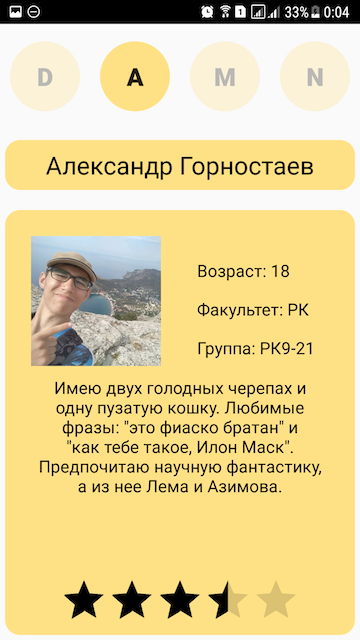 33% 0:04
D A M N
Александр Горностаев
Возраст: 18
Факультет: РК
Группа: РК9-21
Имею двух голодных черепах и
одну пузатую кошку. Любимые
фразы: "это фиаско братан" и
"как тебе такое, Илон Маск".
Предпочитаю научную фантастику,
а из нее Лема и Азимова.